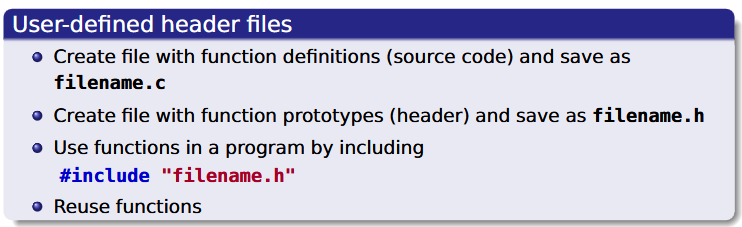 User-defined header files
Create file with function definitions (source code) and save as
filename.c
Create file with function prototypes (header) and save as filename.h
Use functions in a program by including
#include "filename.h"
Reuse functions